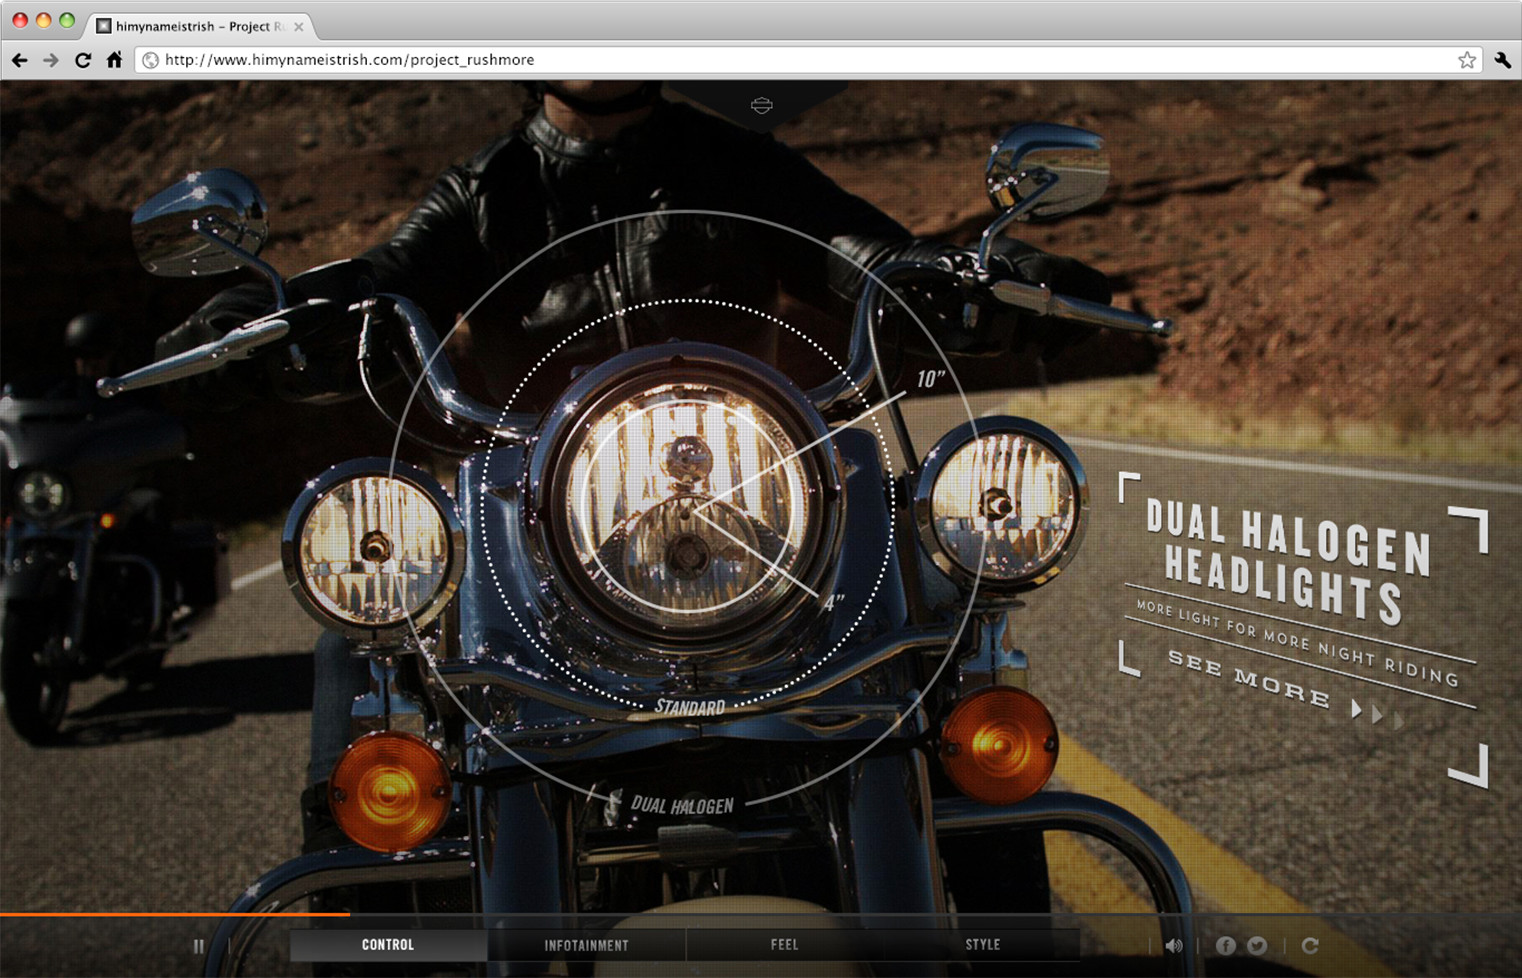 himynameistrish – Project Ru
http://www.himynameistrish.com/project_rushmore
10”
4”
STANDARD
DUAL HALOGEN
DUAL HALOGEN
HEADLIGHTS
MORE LIGHT FOR MORE NIGHT RIDING
SEE MORE
CONTROL
INFOTAINMENT
FEEL
STYLE